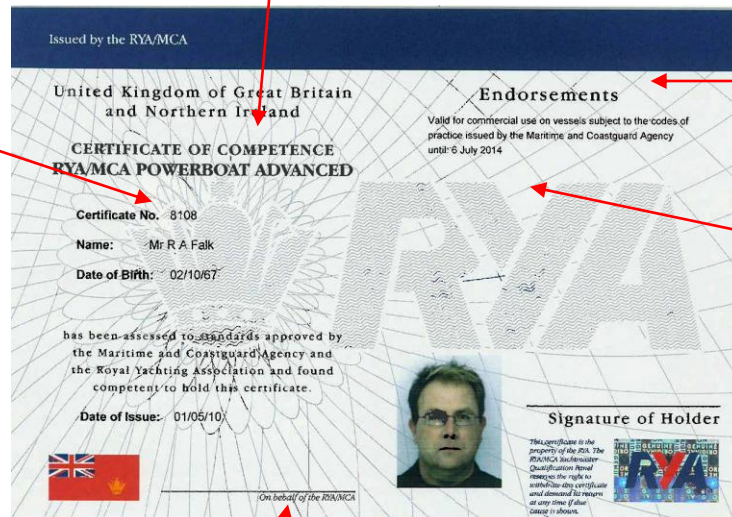 Issued by the RYA/MCA
United Kingdom of Great Britain
and Northern Ireland
CERTIFICATE OF COMPETENCE
RYA/MCA POWERBOAT ADVANCED
Certificate No. 8108
Name: Mr R A Falk
Date of Birth: 02/10/67
has been assessed to standards approved by
the Maritime and Coastguard Agency and
the Royal Yachting Association and found
competent to hold this certificate.
Date of Issue: 01/05/10
On behalf of the RYA/MCA
Endorsements
Valid for commercial use on vessels subject to the codes of
practice issued by the Maritime and Coastguard Agency
until: 6 July 2014
RYA
Signature of Holder
This certificate is the
property of the RYA. The
RYA/MCA Yachtmaster
Qualification Panel
reserves the right to
withdraw any certificate
and demand its return
at any time if due
cause is shown.
RYA